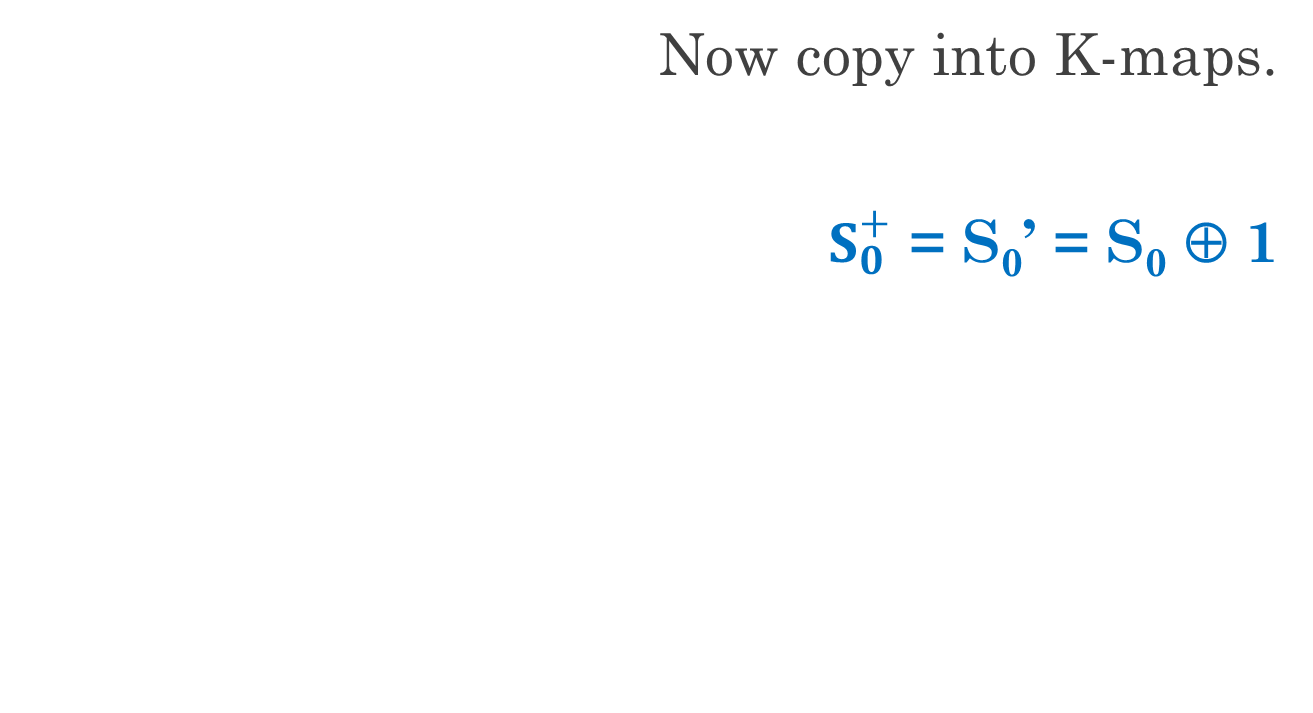 Now copy into K-maps.
S₀⁺ = S₀’ = S₀ ⊕ 1